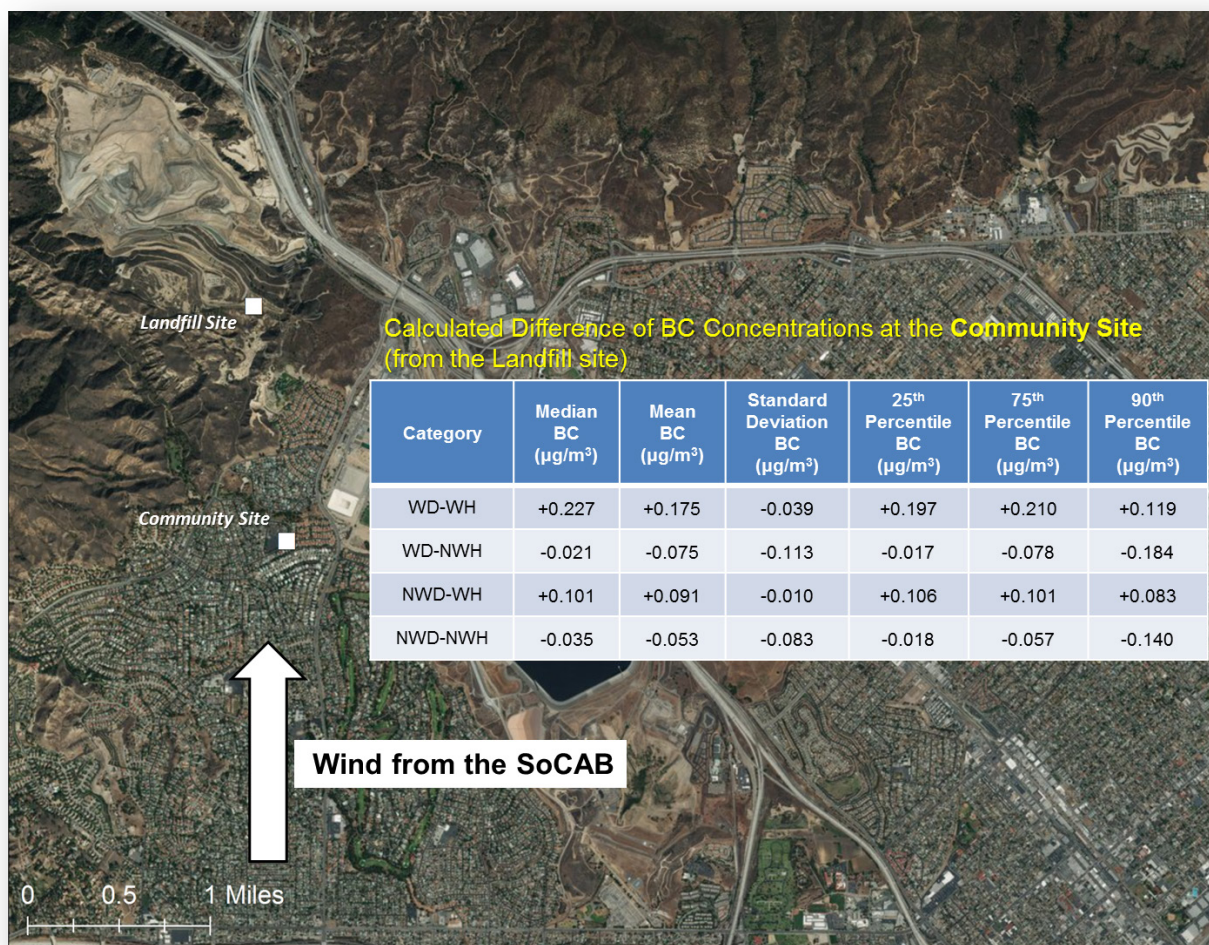 Landfill Site
Calculated Difference of BC Concentrations at the Community Site
(from the Landfill site)
Category
Median
BC
(µg/m³)
Mean
BC
(µg/m³)
Standard
Deviation
BC
(µg/m³)
25th
Percentile
BC
(µg/m³)
75th
Percentile
BC
(µg/m³)
90th
Percentile
BC
(µg/m³)
WD-WH +0.227 +0.175 -0.039 +0.197 +0.210 +0.119
WD-NWH -0.021 -0.075 -0.113 -0.017 -0.078 -0.184
NWD-WH +0.101 +0.091 -0.010 +0.106 +0.101 +0.083
NWD-NWH -0.035 -0.053 -0.083 -0.018 -0.057 -0.140
Community Site
Wind from the SoCAB
0 0.5 1 Miles